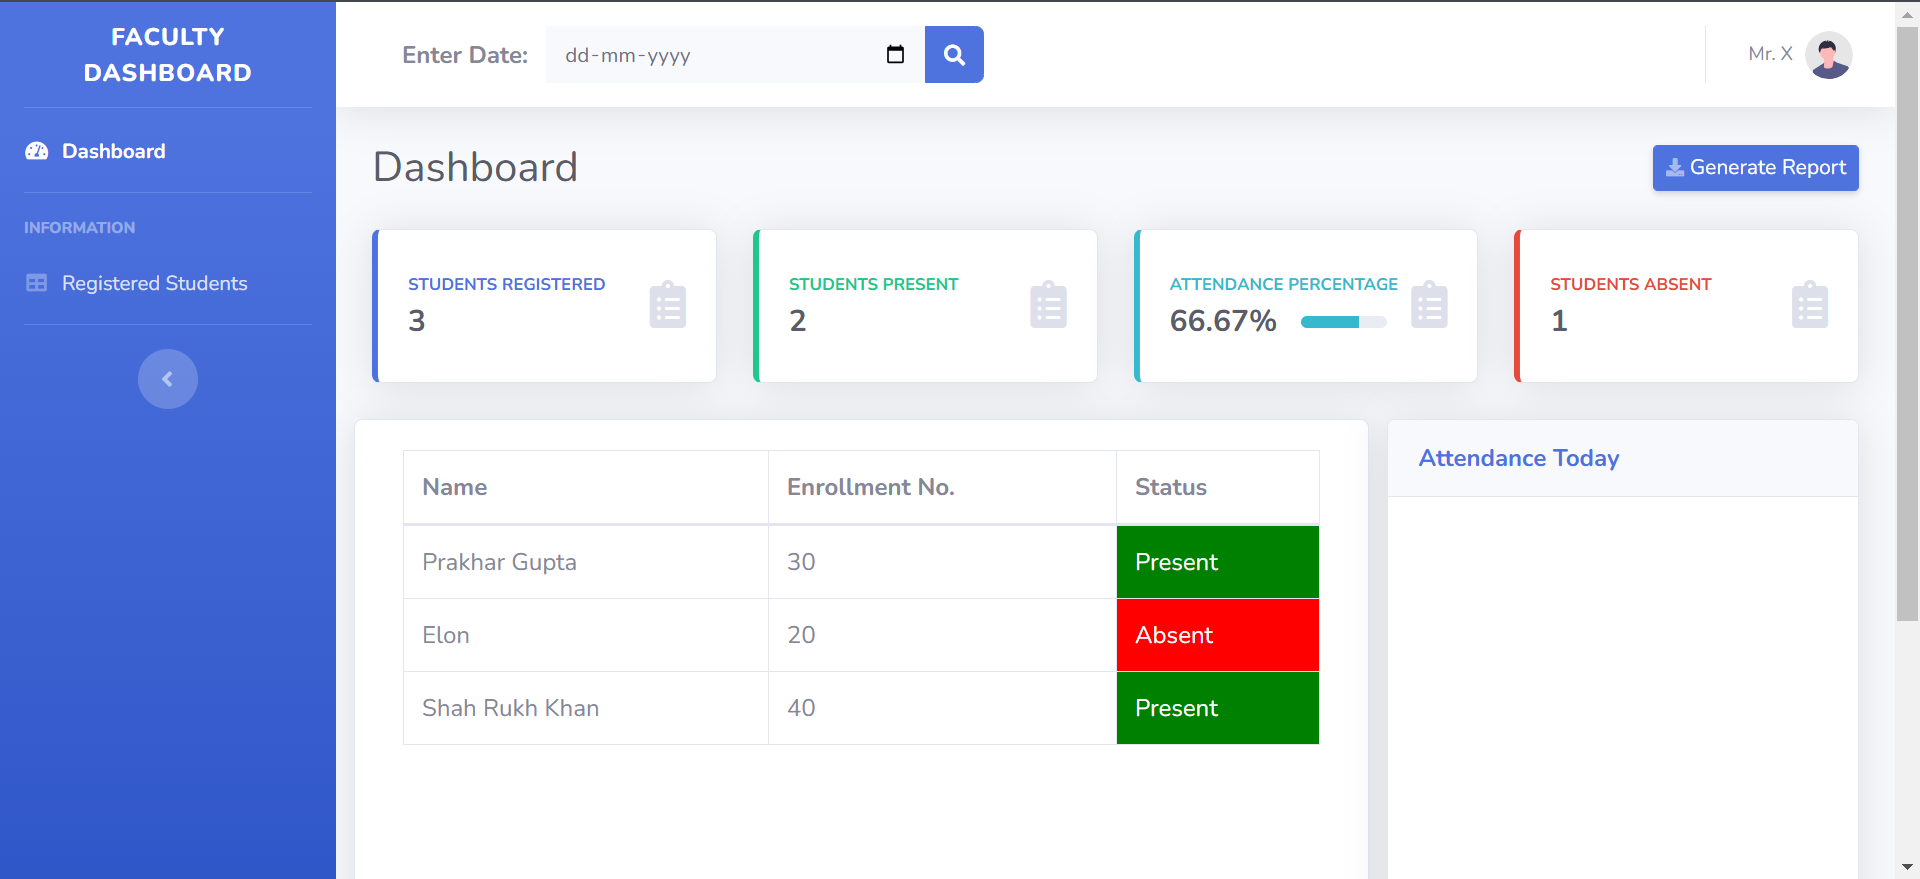 FACULTY
DASHBOARD
Dashboard
INFORMATION
Registered Students
Enter Date: dd-mm-yyyy
Mr. X
Dashboard
Generate Report
STUDENTS REGISTERED
3
STUDENTS PRESENT
2
ATTENDANCE PERCENTAGE
66.67%
STUDENTS ABSENT
1
Name Enrollment No. Status
Prakhar Gupta 30 Present
Elon 20 Absent
Shah Rukh Khan 40 Present
Attendance Today